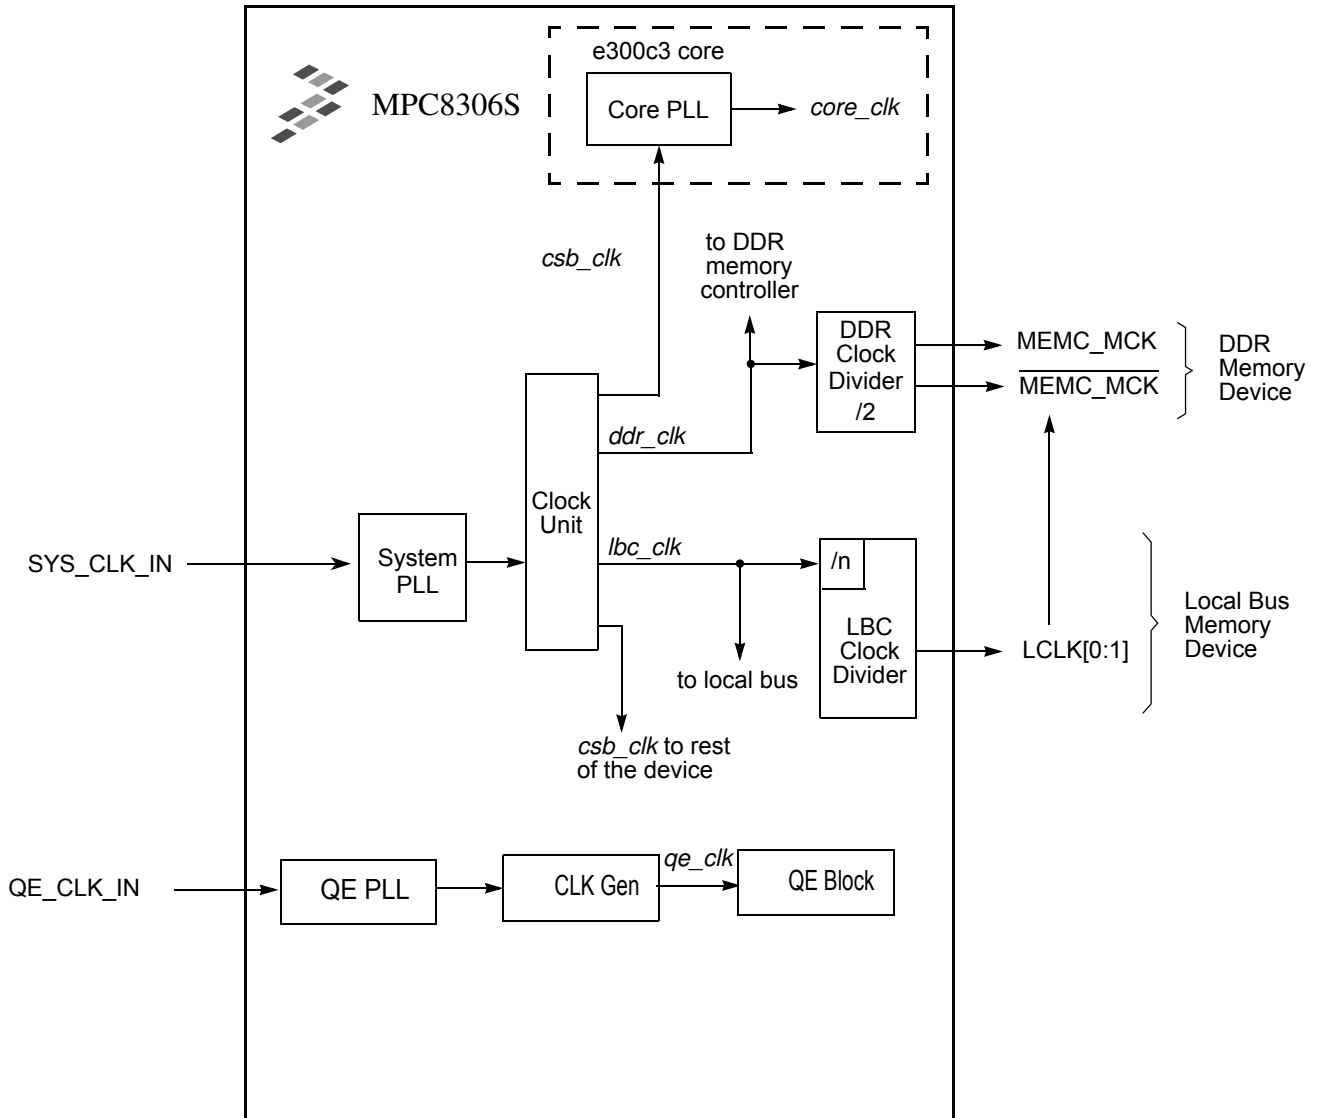 e300c3 core
MPC8306S
Core PLL
core_clk
csb_clk
to DDR
memory
controller
DDR
Clock
Divider
/2
MEMC_MCK
MEMC_MCK
DDR
Memory
Device
ddr_clk
Clock
Unit
SYS_CLK_IN
System
PLL
lbc_clk
/n
LBC
Clock
Divider
LCLK[0:1]
Local Bus
Memory
Device
to local bus
csb_clk to rest
of the device
QE_CLK_IN
QE PLL
CLK Gen
qe_clk
QE Block